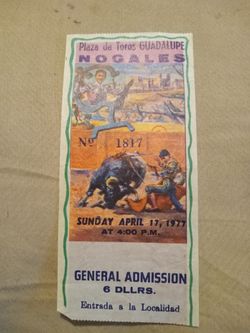 Plaza de Toros GUADALUPE
NOGALES
Nº 1817
SUNDAY APRIL 17, 1977
AT 4:00 P.M.
GENERAL ADMISSION
6 DLLRS.
Entrada a la Localidad